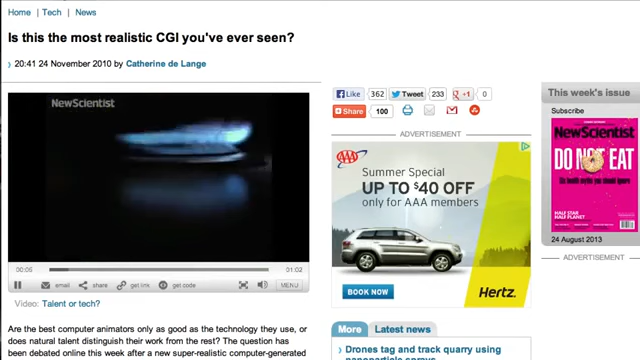 Home | Tech | News
Is this the most realistic CGI you've ever seen?
20:41 24 November 2010 by Catherine de Lange
NewScientist
00:05
01:02
email share get link get code MENU
Video: Talent or tech?
Are the best computer animators only as good as the technology they use, or
does natural talent distinguish their work from the rest? The question has
been debated online this week after a new super-realistic computer-generated
Like 362 Tweet 233 +1 0
Share 100
ADVERTISEMENT
AAA
Summer Special
UP TO $40 OFF
only for AAA members
BOOK NOW
Hertz.
More Latest news
Drones tag and track quarry using
nanoparticle sprays
This week's issue
Subscribe
NewScientist
DO NOT EAT
HALF STAR
HALF PLANET
24 August 2013
ADVERTISEMENT